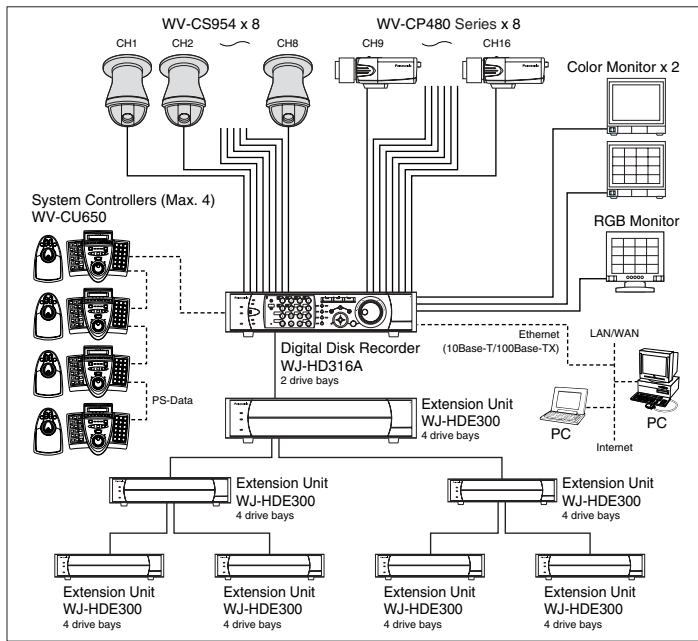 WV-CS954 x 8
WV-CP480 Series x 8
CH1
CH2
CH8
CH9
CH16
Panasonic
Panasonic
Color Monitor x 2
System Controllers (Max. 4)
WV-CU650
RGB Monitor
Panasonic
Ethernet
(10Base-T/100Base-TX)
LAN/WAN
Digital Disk Recorder
WJ-HD316A
2 drive bays
PS-Data
Panasonic
Extension Unit
WJ-HDE300
4 drive bays
PC
PC
Internet
Extension Unit
WJ-HDE300
4 drive bays
Extension Unit
WJ-HDE300
4 drive bays
Extension Unit
WJ-HDE300
4 drive bays
Extension Unit
WJ-HDE300
4 drive bays
Extension Unit
WJ-HDE300
4 drive bays
Extension Unit
WJ-HDE300
4 drive bays